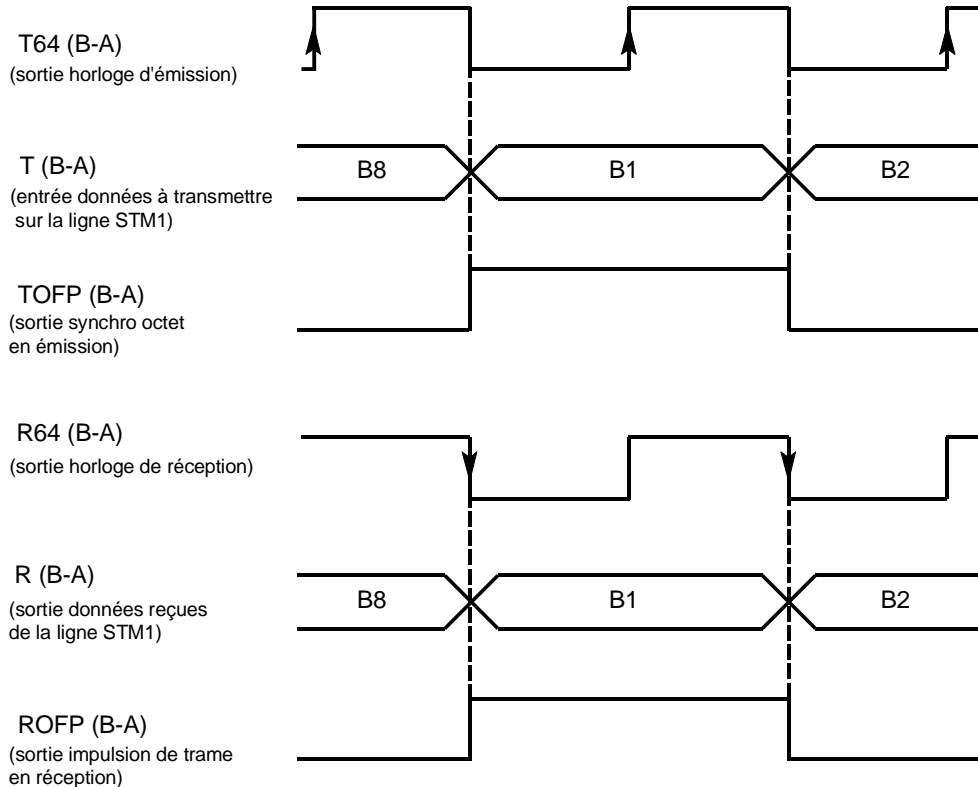 T64 (B-A)
(sortie horloge d'émission)
T (B-A)
B8 B1 B2
(entrée données à transmettre
sur la ligne STM1)
TOFP (B-A)
(sortie synchro octet
en émission)
R64 (B-A)
(sortie horloge de réception)
R (B-A)
B8 B1 B2
(sortie données reçues
de la ligne STM1)
ROFP (B-A)
(sortie impulsion de trame
en réception)